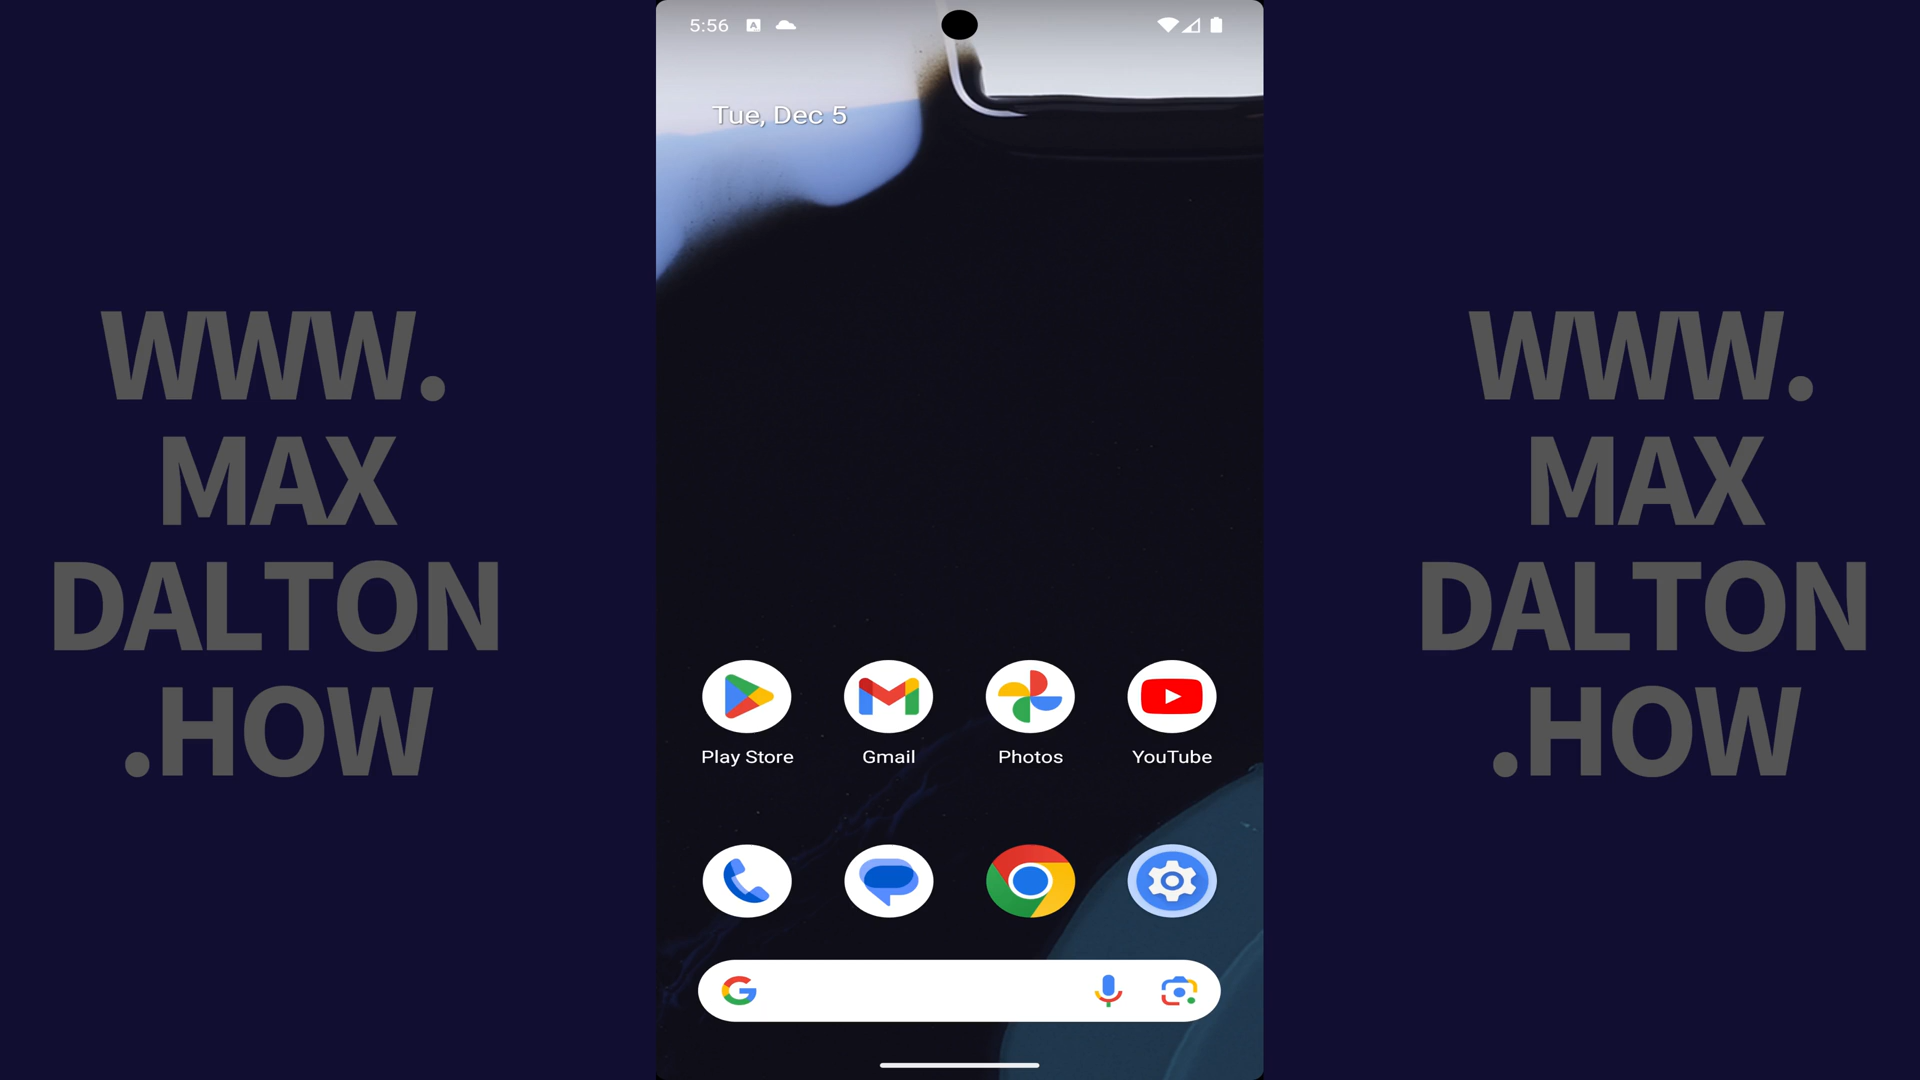 WWW.
MAX
DALTON
.HOW
5:56
Tue, Dec 5
Play Store
Gmail
Photos
YouTube
WWW.
MAX
DALTON
.HOW